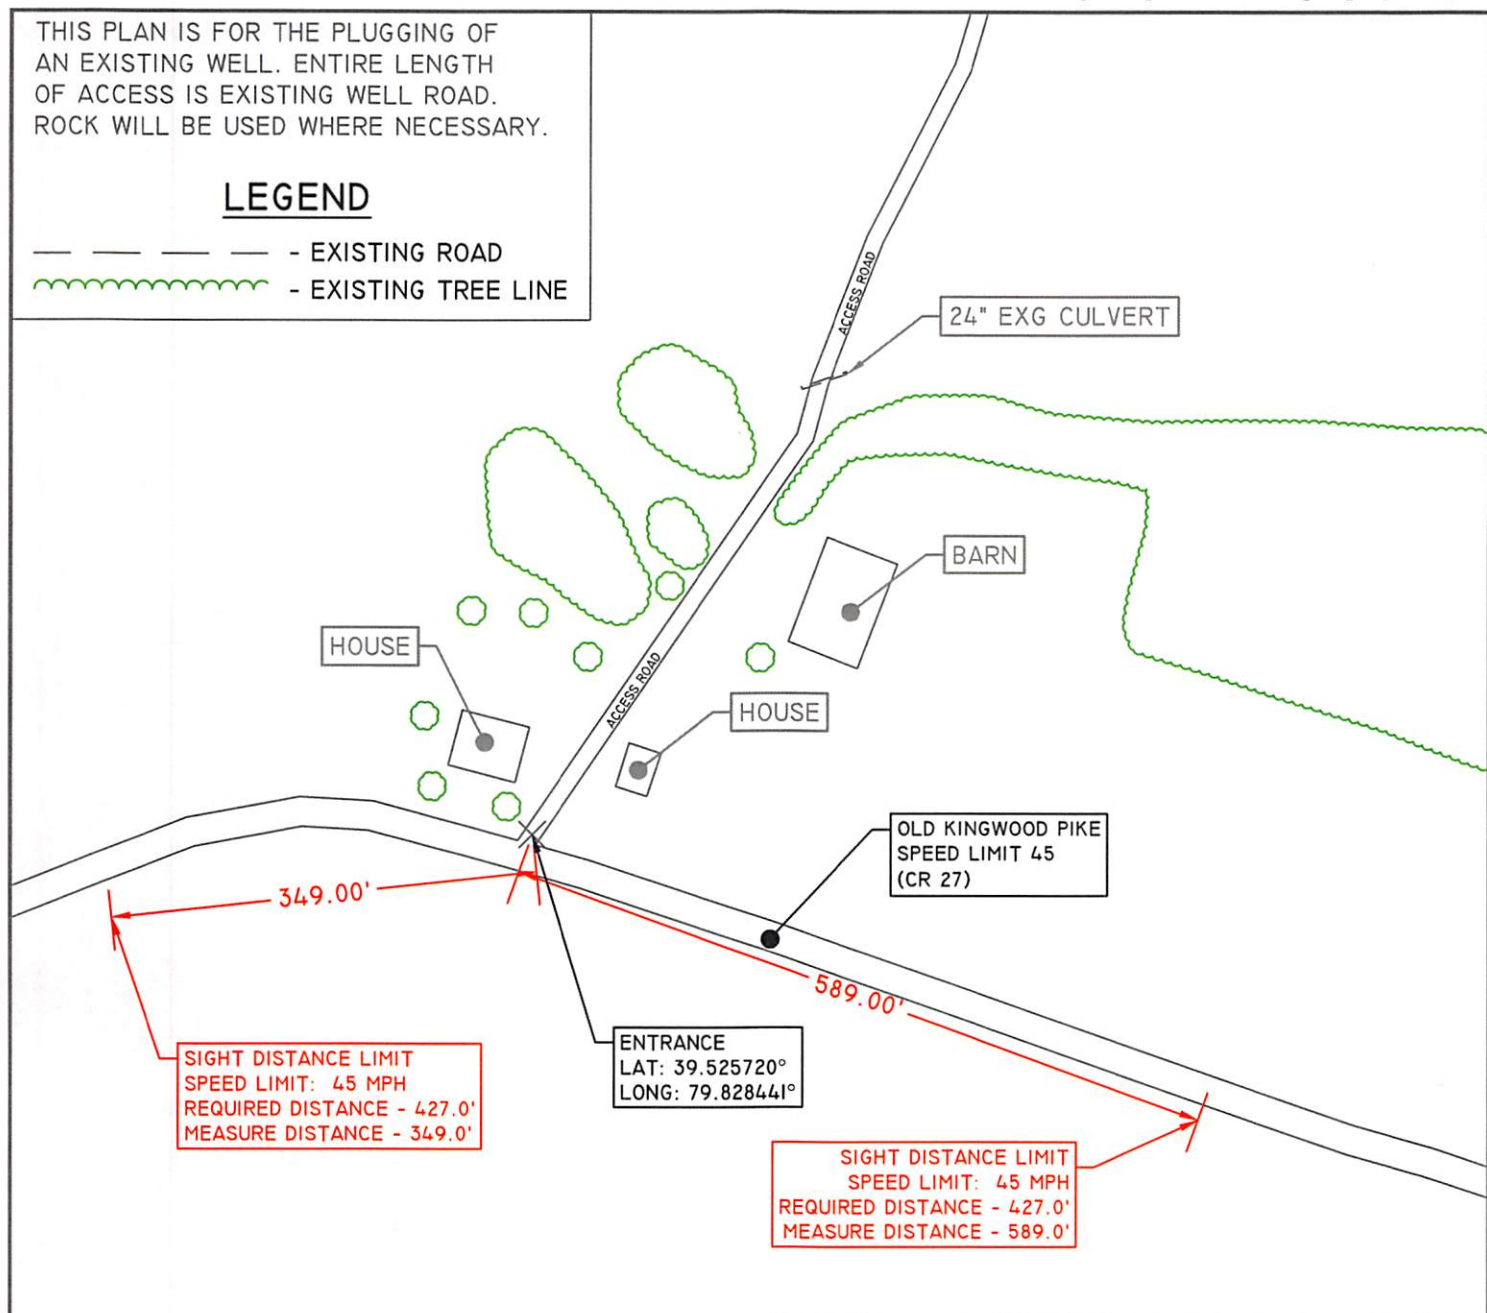 THIS PLAN IS FOR THE PLUGGING OF
AN EXISTING WELL. ENTIRE LENGTH
OF ACCESS IS EXISTING WELL ROAD.
ROCK WILL BE USED WHERE NECESSARY.
LEGEND
- EXISTING ROAD
- EXISTING TREE LINE
ACCESS ROAD
24" EXG CULVERT
BARN
HOUSE
ACCESS ROAD
HOUSE
OLD KINGWOOD PIKE
SPEED LIMIT 45
(CR 27)
349.00'
589.00'
ENTRANCE
LAT: 39.525720°
LONG: 79.828441°
SIGHT DISTANCE LIMIT
SPEED LIMIT: 45 MPH
REQUIRED DISTANCE - 427.0'
MEASURE DISTANCE - 349.0'
SIGHT DISTANCE LIMIT
SPEED LIMIT: 45 MPH
REQUIRED DISTANCE - 427.0'
MEASURE DISTANCE - 589.0'